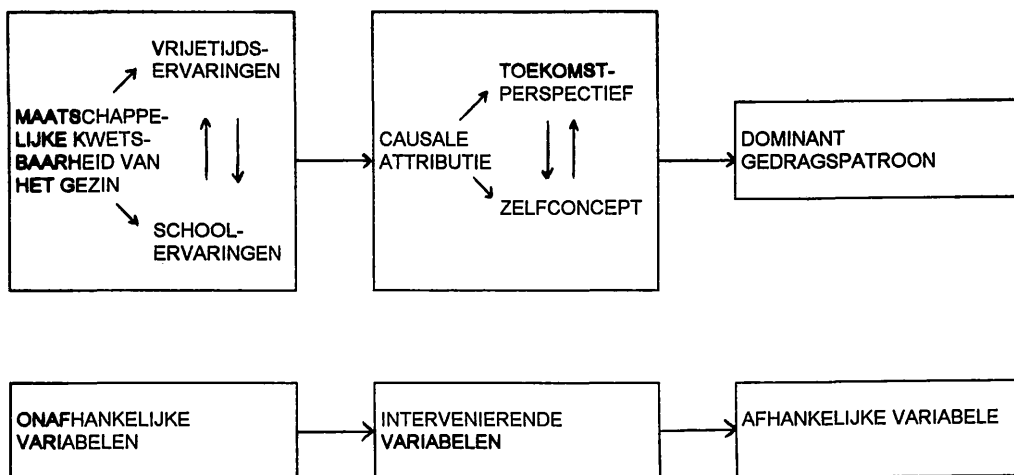 VRIJETIJDS-
ERVARINGEN
MAATSCHAPPE-
LIJKE KWETS-
BAARHEID VAN
HET GEZIN
SCHOOL-
ERVARINGEN
CAUSALE
ATTRIBUTIE
TOEKOMST-
PERSPECTIEF
ZELFCONCEPT
DOMINANT
GEDRAGSPATROON
ONAFHANKELIJKE
VARIABELEN
INTERVENIERENDE
VARIABELEN
AFHANKELIJKE VARIABELE